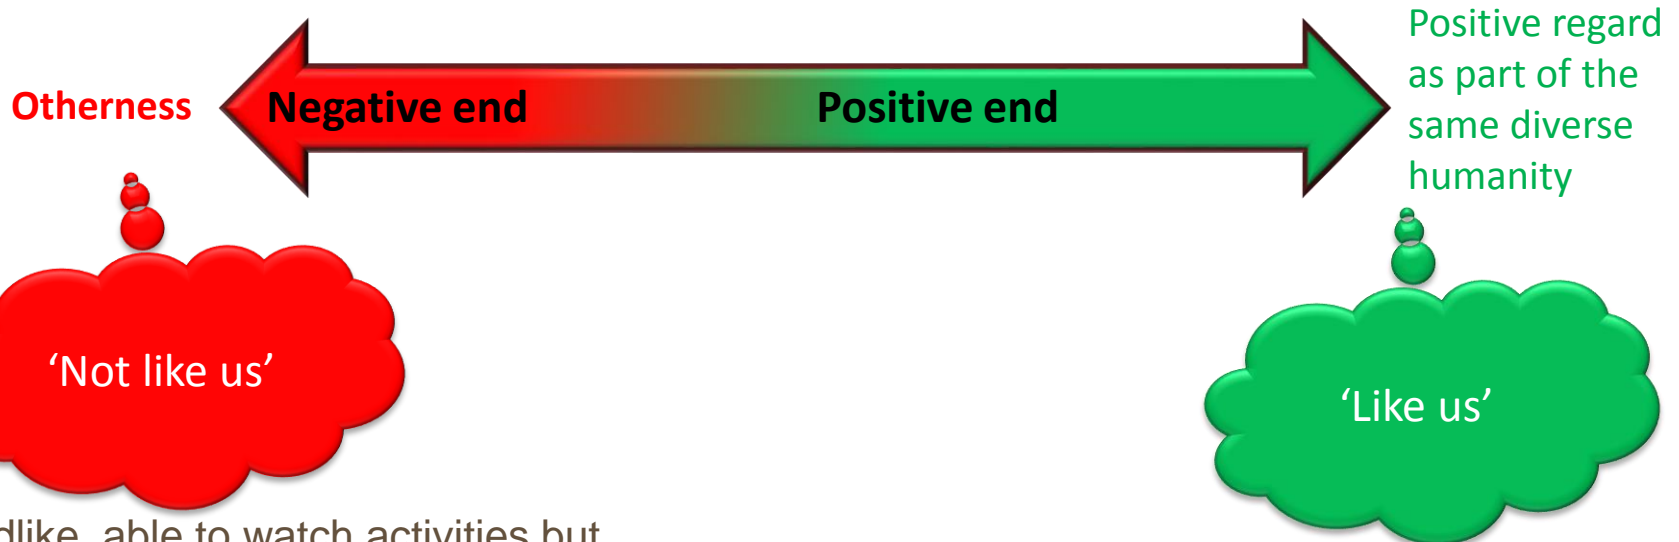 Otherness
Negative end
Positive end
Positive regard
as part of the
same diverse
humanity
‘Not like us’
‘Like us’
able to watch activities but